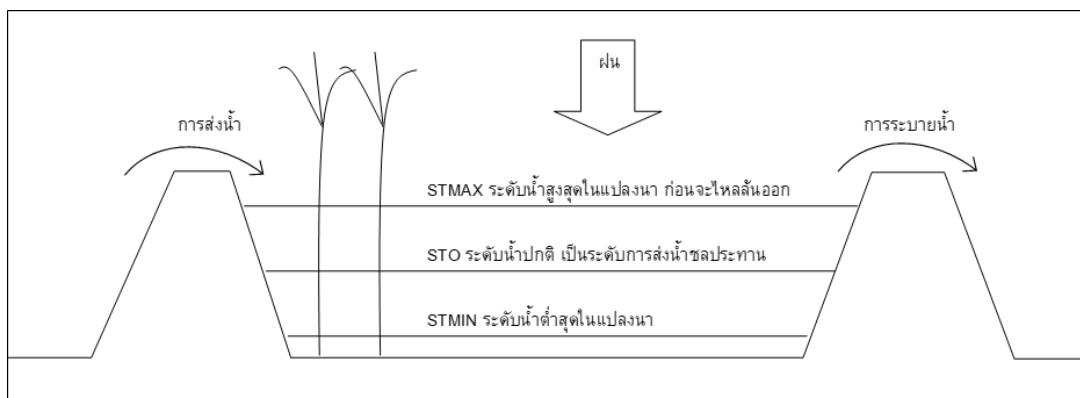 ฝน
การส่งน้ำ
การระบายน้ำ
STMAX ระดับน้ำสูงสุดในแปลงนา ก่อนจะไหลล้นออก
STO ระดับน้ำปกติ เป็นระดับการส่งน้ำชลประทาน
STMIN ระดับน้ำต่ำสุดในแปลงนา